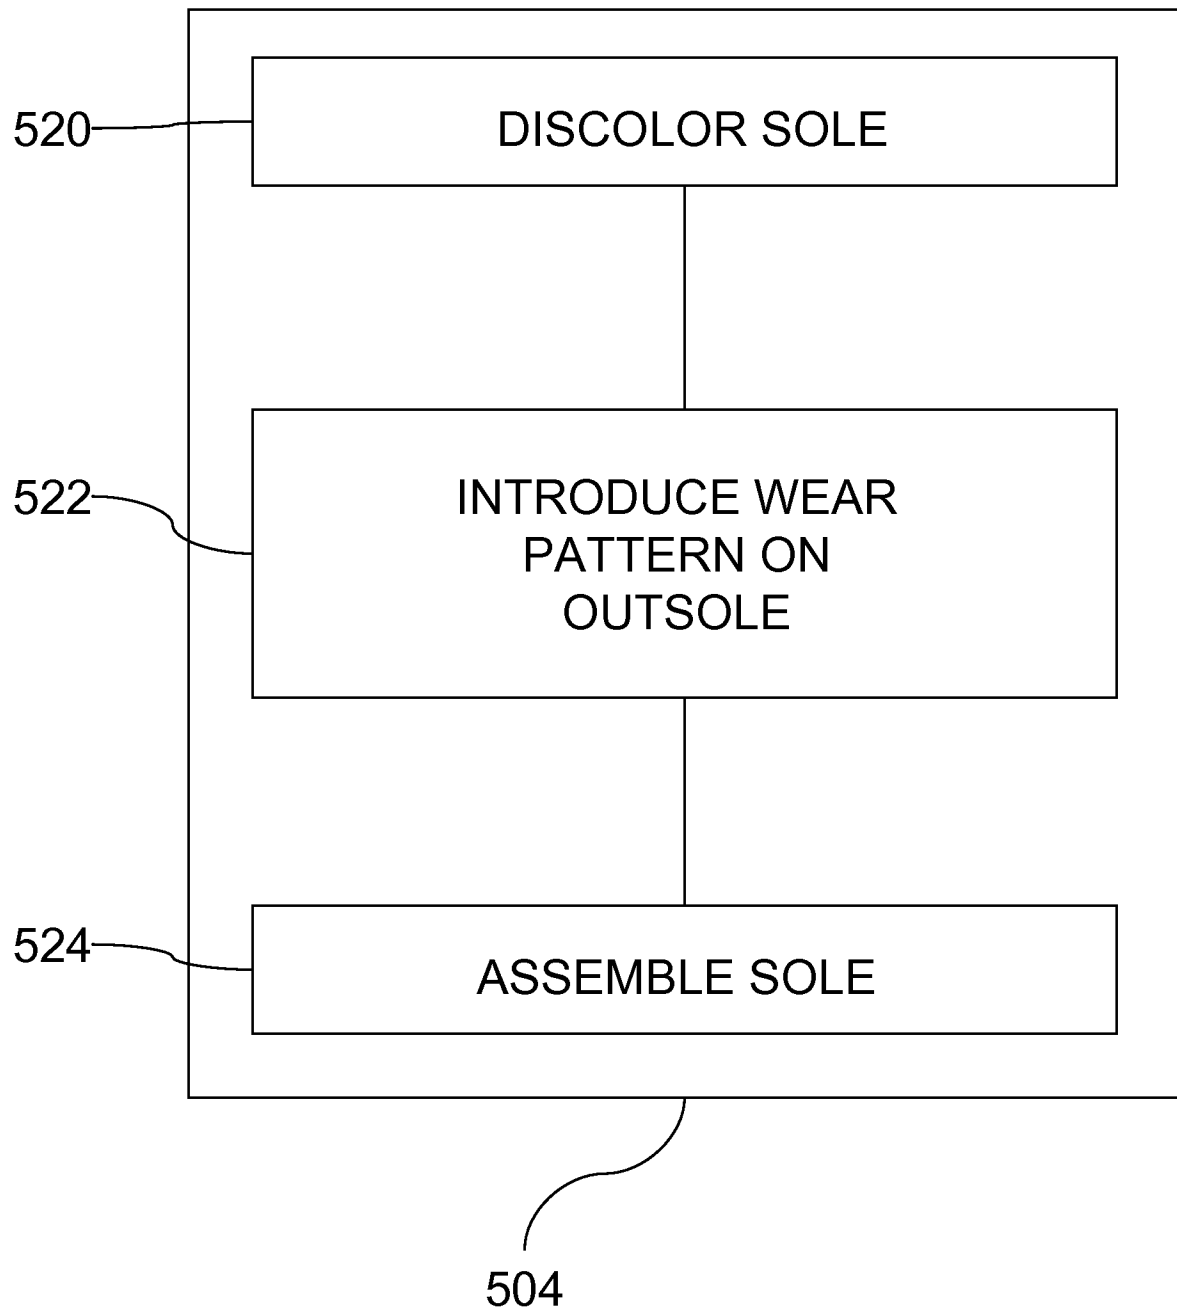 520
DISCOLOR SOLE
522
INTRODUCE WEAR
PATTERN ON
OUTSOLE
524
ASSEMBLE SOLE
504